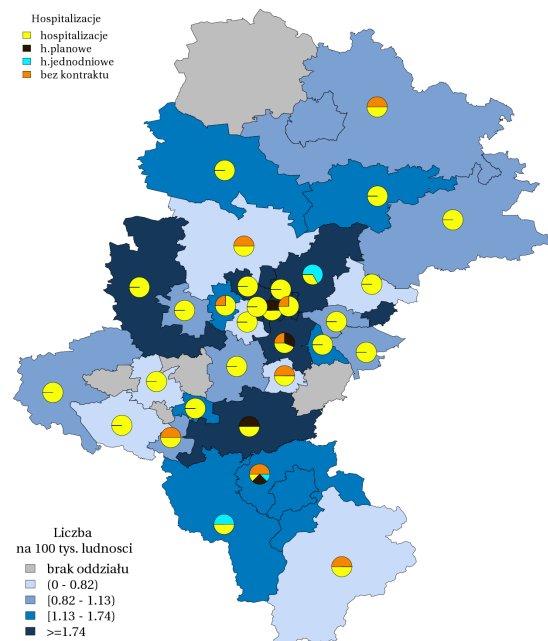 Hospitalizacje
hospitalizacje
h.planowe
h.jednodniowe
bez kontraktu
Liczba
na 100 tys. ludnosci
brak oddziału
(0 - 0.82)
[0.82 - 1.13)
[1.13 - 1.74)
>=1.74